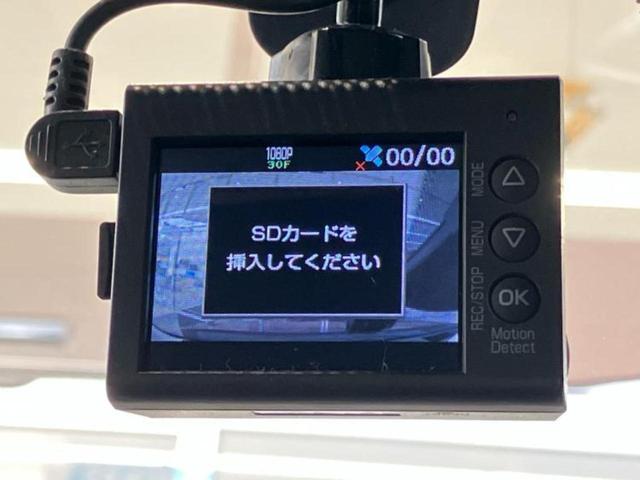 1080P
30F
00/00
SDカードを
挿入してください
MODE
MENU
REC/STOP
OK
Motion
Detect